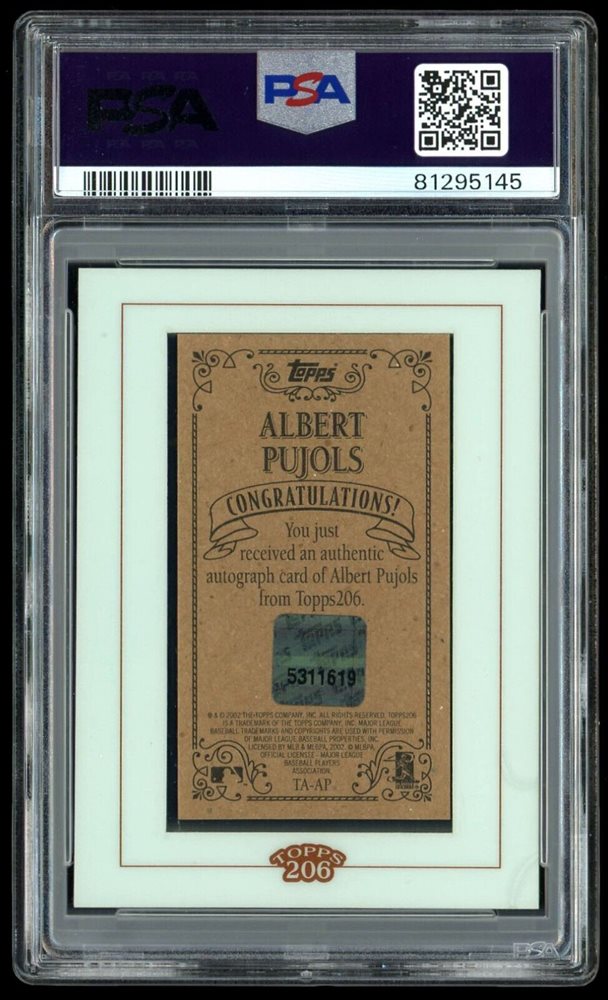 PSA
PSA
81295145
Topps
ALBERT
PUJOLS
CONGRATULATIONS!
You just
received an authentic
autograph card of Albert Pujols
from Topps206.
5311619
® & © 2002 THE TOPPS COMPANY, INC. ALL RIGHTS RESERVED. TOPPS206
IS A TRADEMARK OF THE TOPPS COMPANY, INC. MAJOR LEAGUE
BASEBALL TRADEMARKS AND COPYRIGHTS ARE USED WITH PERMISSION
OF MAJOR LEAGUE BASEBALL PROPERTIES, INC.
LICENSED BY MLB & MLBPA, 2002. © MLBPA
OFFICIAL LICENSEE - MAJOR LEAGUE
BASEBALL PLAYERS
ASSOCIATION.
TA-AP
TOPPS
206
PSA